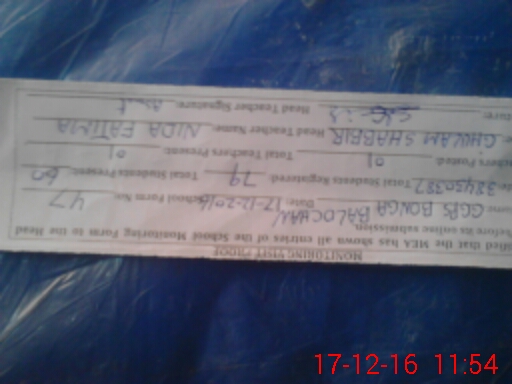 MONITORING VISIT PROOF
that the MEA has shown all entries of the School Monitoring Form to the Head
before its online submission.
GGPS BONGA BALOCHAN Date: 17-12-2016 School Form No: 47
38450387 Total Students Registered: 79 Total Students Present: 60
Teachers Posted: 01 Total Teachers Present: 01
GHULAM SHABBIR Head Teacher Name: NIDA FATIMA
Head Teacher Signature:
17-12-16 11:54